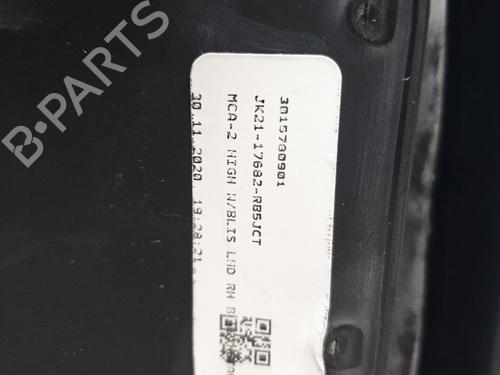 3015780901
JK21-17682-RB5JCT
MCA-2 HIGH W/BLIS LHD RH
30.11.2020 19:28:21
B-PARTS